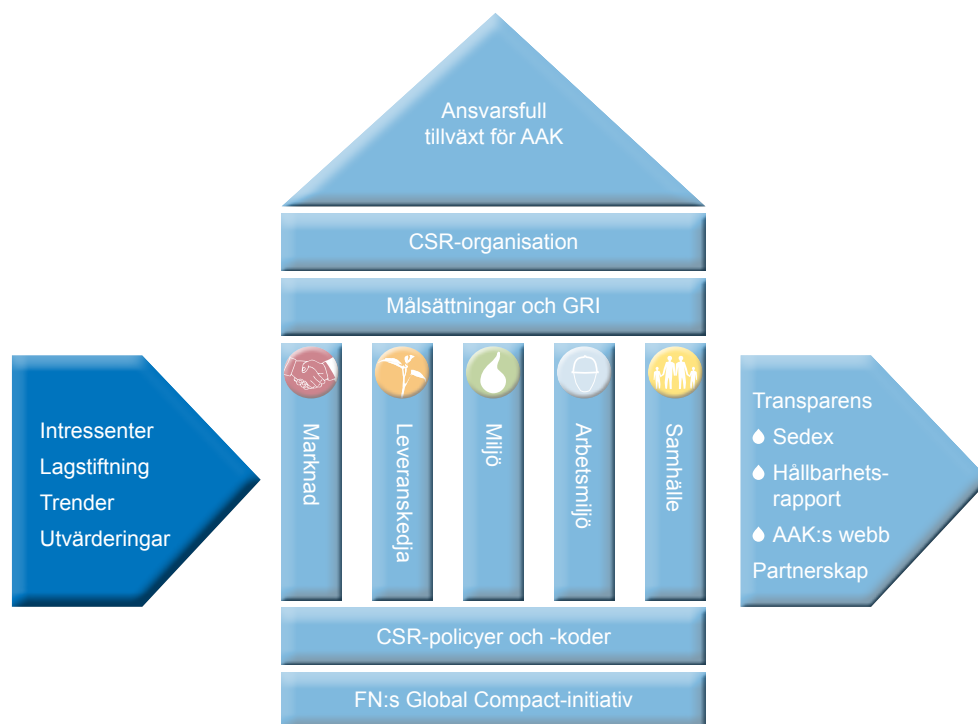 Ansvarsfull
tillväxt för AAK
CSR-organisation
Målsättningar och GRI
Intressenter
Lagstiftning
Trender
Utvärderingar
Marknad
Leveranskedja
Miljö
Arbetsmiljö
Samhälle
Transparens
Sedex
Hållbarhets-
rapport
AAK:s webb
Partnerskap
CSR-policyer och -koder
FN:s Global Compact-initiativ